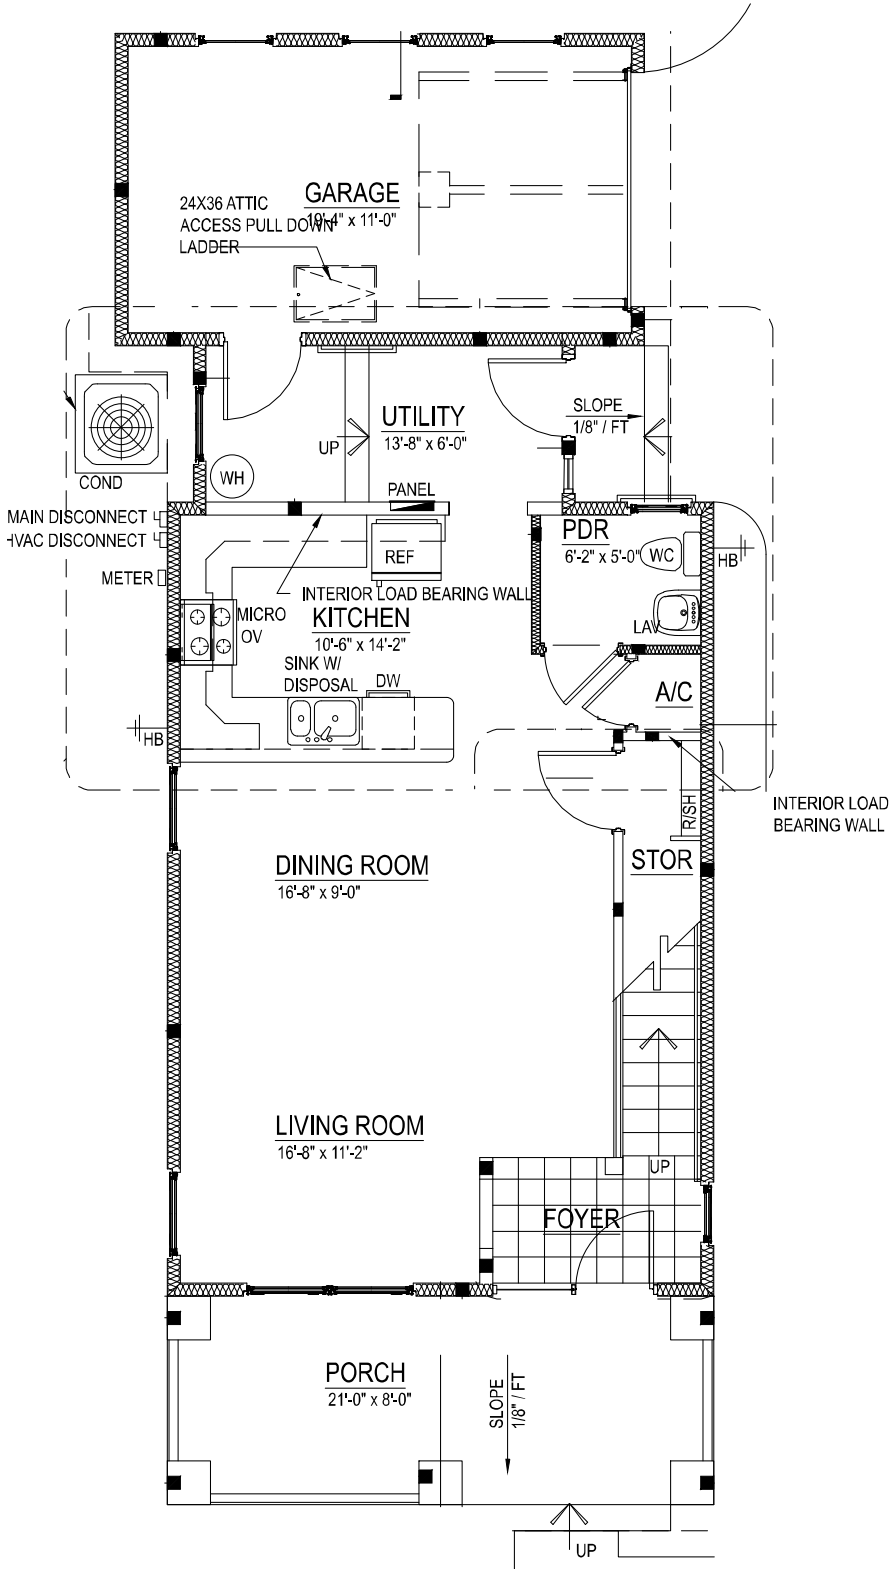 GARAGE
19'-4" x 11'-0"
24X36 ATTIC
ACCESS PULL DOWN
LADDER
UTILITY
13'-8" x 6'-0"
UP
SLOPE
1/8" / FT
WH
PANEL
COND
MAIN DISCONNECT
HVAC DISCONNECT
METER
PDR
6'-2" x 5'-0"
WC
HB
REF
INTERIOR LOAD BEARING WALL
KITCHEN
10'-6" x 14'-2"
MICRO
OV
LAV
SINK W/
DISPOSAL
DW
A/C
HB
INTERIOR LOAD
BEARING WALL
R/SH
STOR
DINING ROOM
16'-8" x 9'-0"
LIVING ROOM
16'-8" x 11'-2"
UP
FOYER
PORCH
21'-0" x 8'-0"
SLOPE
1/8" / FT
UP